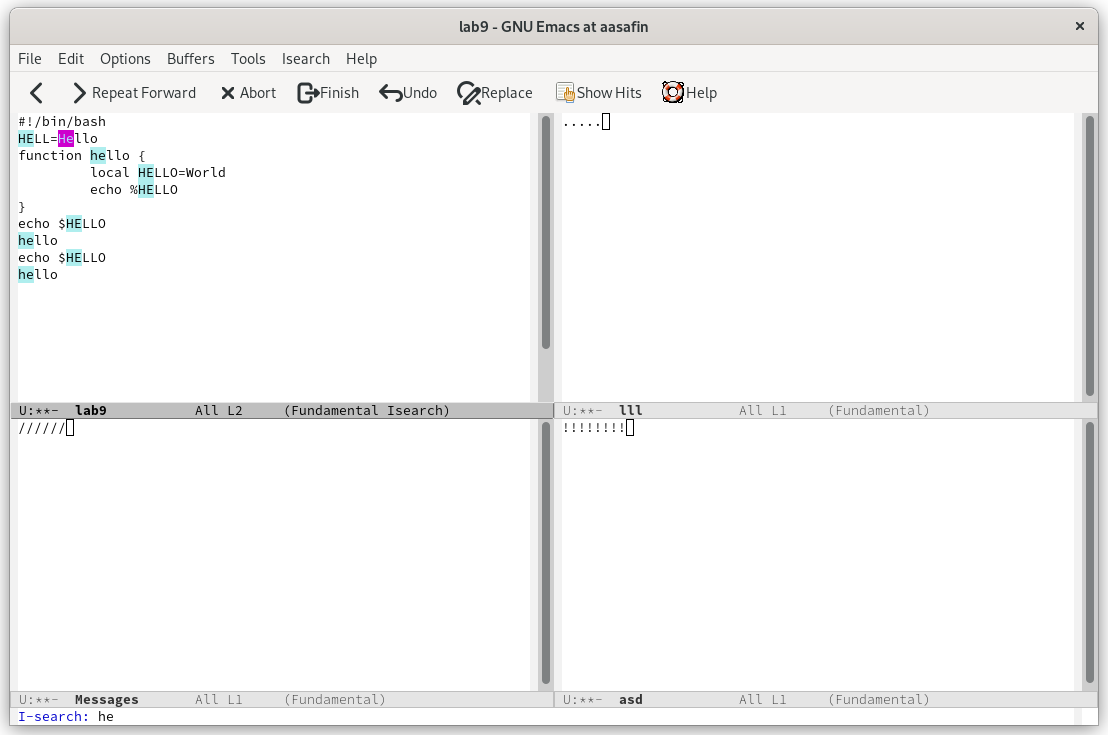 lab9 - GNU Emacs at aasafin ×
File Edit Options Buffers Tools Isearch Help
Repeat Forward Abort Finish Undo Replace Show Hits Help
#!/bin/bash
HELL=Hello
function hello {
local HELLO=World
echo %HELLO
}
echo $HELLO
hello
echo $HELLO
hello
U:**- lab9 All L2 (Fundamental Isearch)
.....
U:**- lll All L1 (Fundamental)
//////
U:**- Messages All L1 (Fundamental)
!!!!!!!!
U:**- asd All L1 (Fundamental)
I-search: he